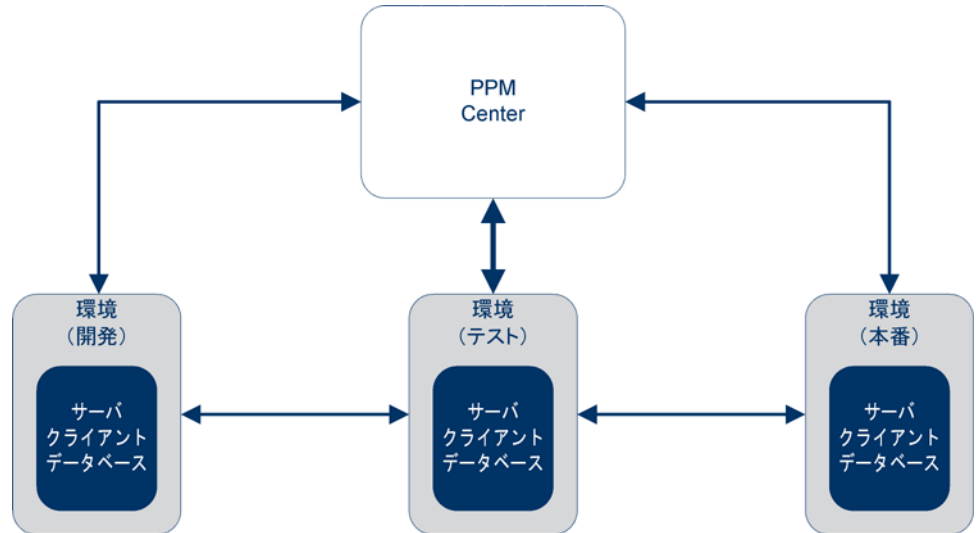 PPM
Center
環境
（開発）
サーバ
クライアント
データベース
環境
（テスト）
サーバ
クライアント
データベース
環境
（本番）
サーバ
クライアント
データベース